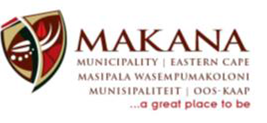 MAKANA
MUNICIPALITY | EASTERN CAPE
MASIPALA WASEMPUMAKOLONI
MUNISIPALITEIT | OOS-KAAP
...a great place to be